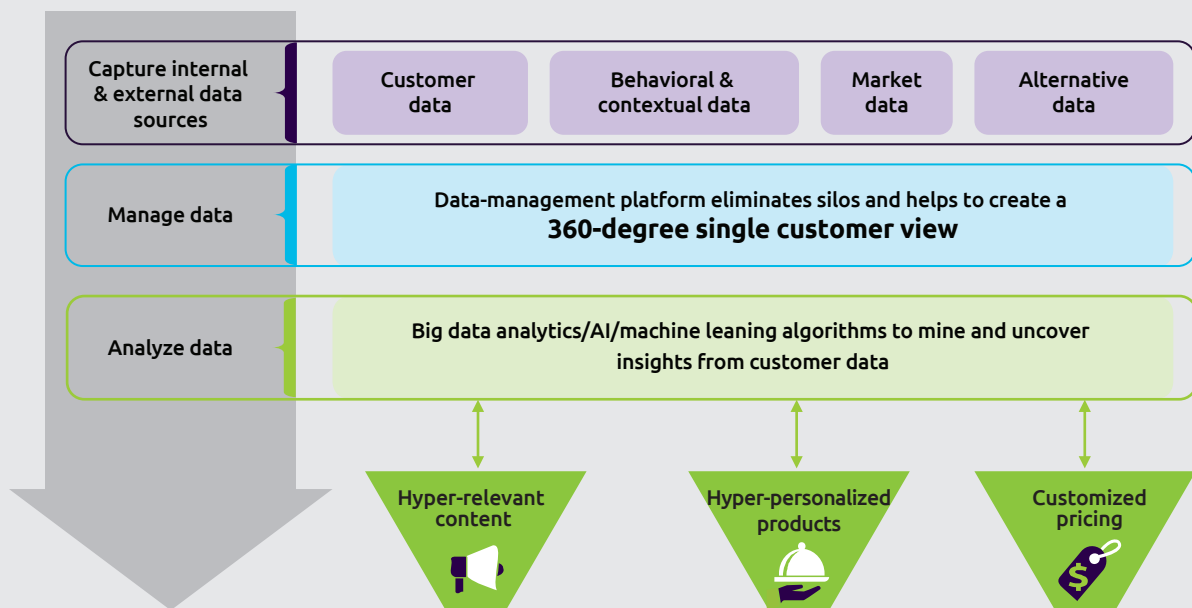 Capture internal
& external data
sources
Customer
data
Behavioral &
contextual data
Market
data
Alternative
data
Manage data
Data-management platform eliminates silos and helps to create a
360-degree single customer view
Analyze data
Big data analytics/AI/machine leaning algorithms to mine and uncover
insights from customer data
Hyper-relevant
content
Hyper-personalized
products
Customized
pricing
$